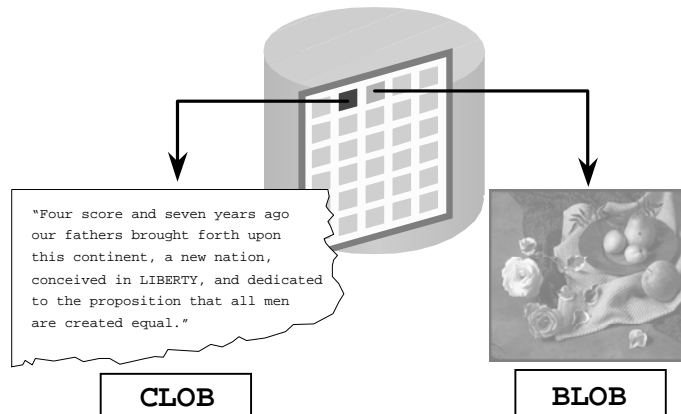 “Four score and seven years ago
our fathers brought forth upon
this continent, a new nation,
conceived in LIBERTY, and dedicated
to the proposition that all men
are created equal.”
CLOB
BLOB